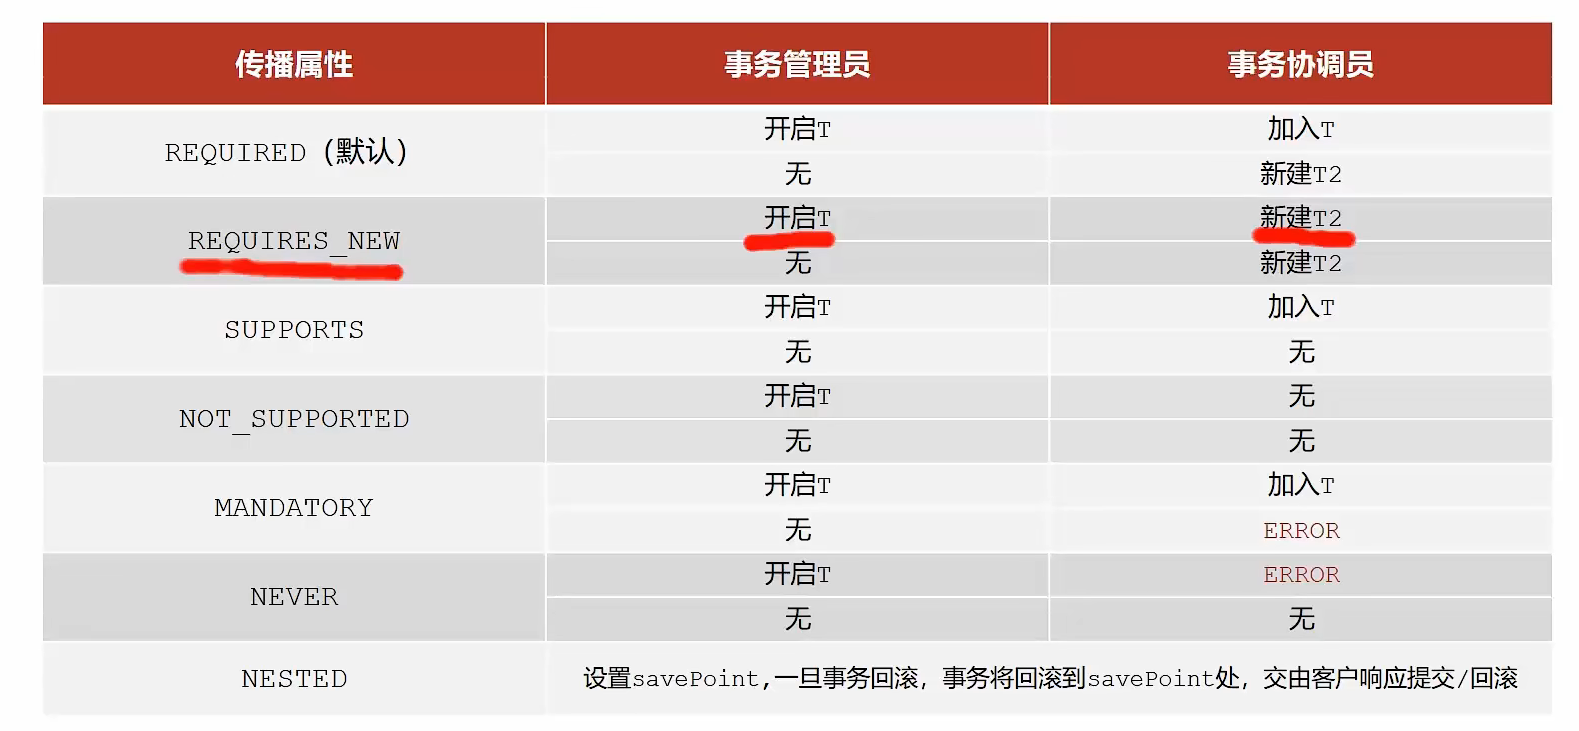 传播属性 事务管理员 事务协调员
REQUIRED（默认） 开启T 加入T
无 新建T2
REQUIRES_NEW 开启T 新建T2
无 新建T2
SUPPORTS 开启T 加入T
无 无
NOT_SUPPORTED 开启T 无
无 无
MANDATORY 开启T 加入T
无 ERROR
NEVER 开启T ERROR
无 无
NESTED 设置savePoint,一旦事务回滚，事务将回滚到savePoint处，交由客户响应提交/回滚